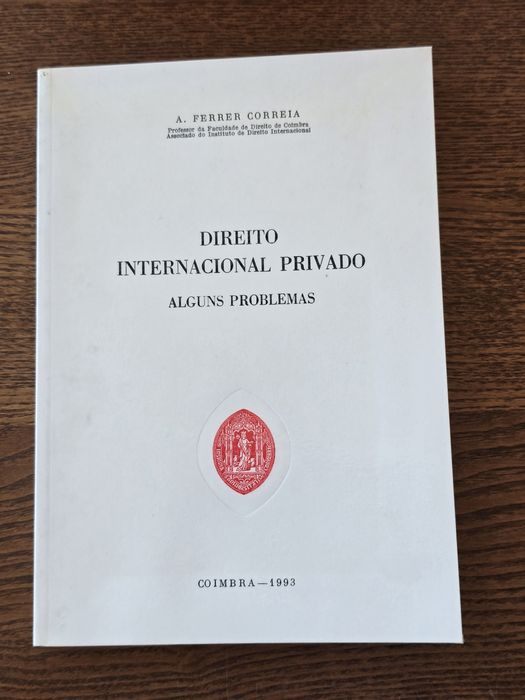 A. FERRER CORREIA
Professor da Faculdade de Direito de Coimbra
Associado do Instituto de Direito Internacional
DIREITO
INTERNACIONAL PRIVADO
ALGUNS PROBLEMAS
COIMBRA — 1993